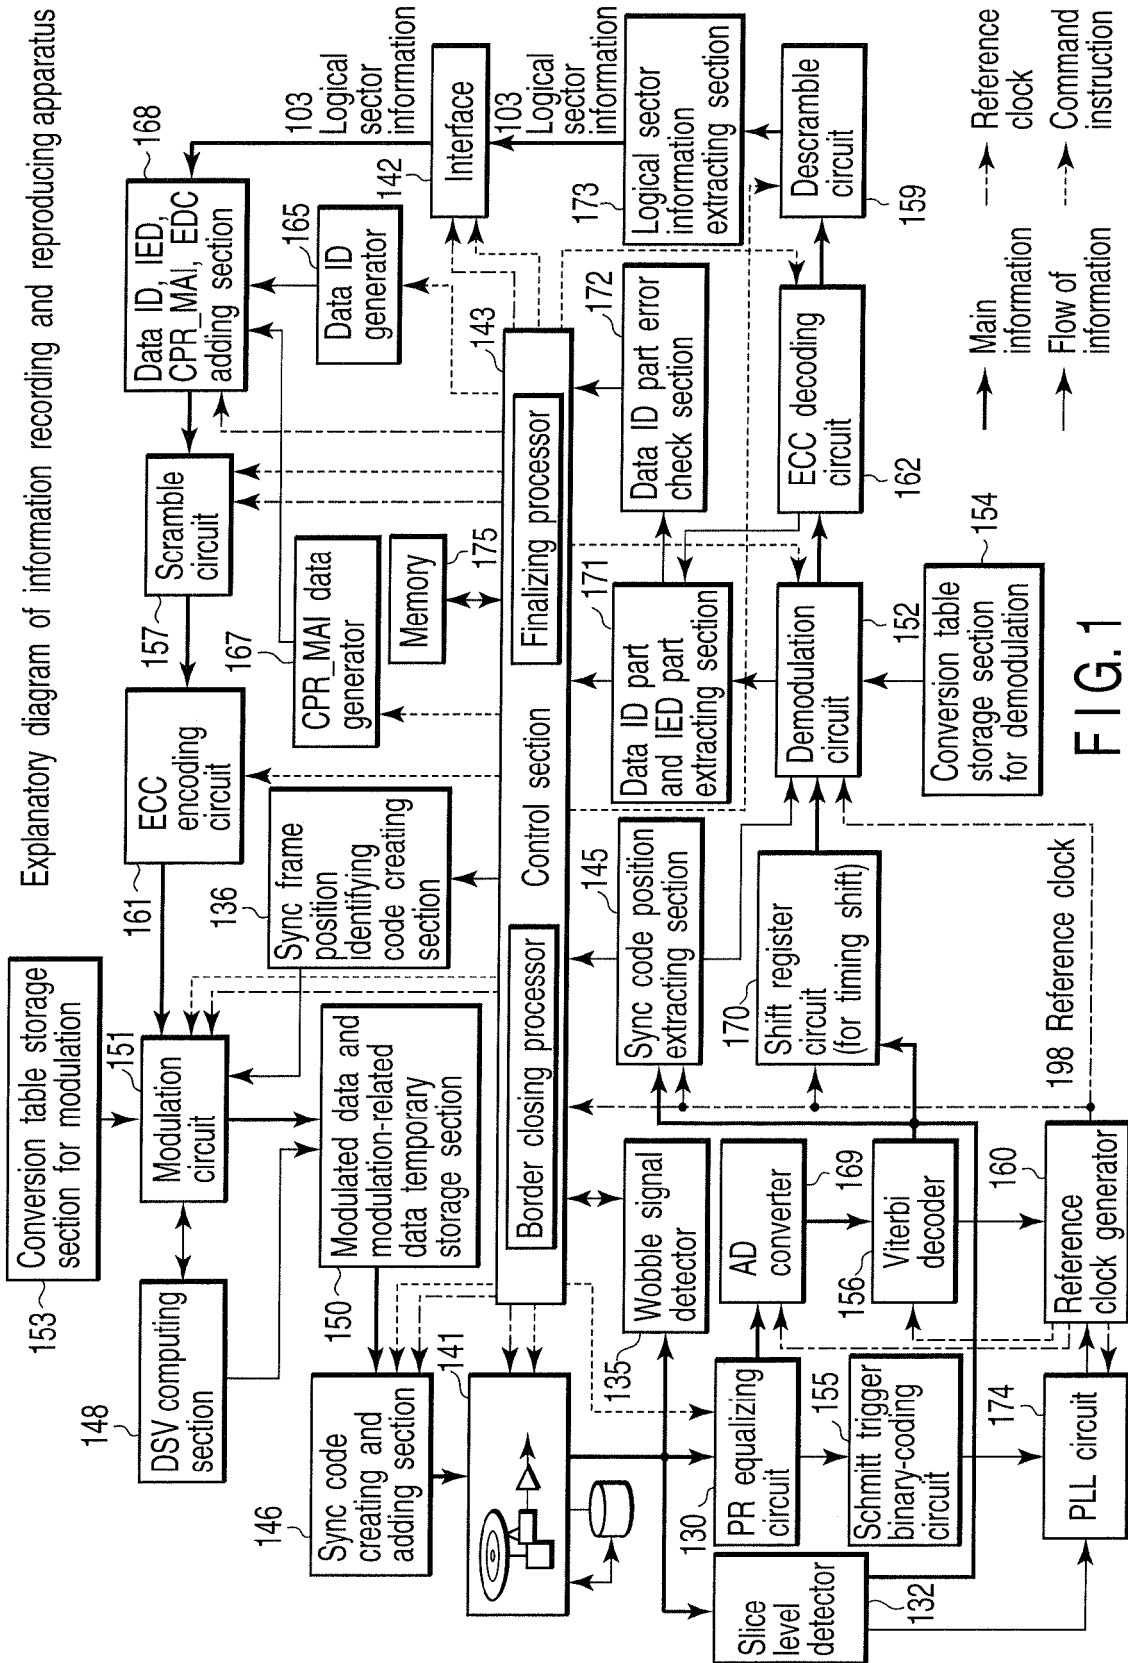 Explanatory diagram of information recording and reproducing apparatus
153
Conversion table storage
section for modulation
148
DSV computing
section
151
Modulation
circuit
161
ECC
encoding
circuit
157
Scramble
circuit
168
Data ID, IED,
CPR_MAI, EDC
adding section
103
Logical
sector
information
136
Sync frame
position
identifying
code creating
section
167
CPR_MAI data
generator
165
Data ID
generator
142
Interface
150
Modulated data and
modulation-related
data temporary
storage section
175
Memory
146
Sync code
creating and
adding section
141
143
Border closing processor
Control section
Finalizing processor
103
Logical
sector
information
135
Wobble signal
detector
145
Sync code position
extracting section
171
Data ID part
and IED part
extracting section
172
Data ID part error
check section
173
Logical sector
information
extracting section
130
PR equalizing
circuit
AD
converter
169
170
Shift register
circuit
(for timing shift)
Demodulation
circuit
152
ECC decoding
circuit
162
Descramble
circuit
159
Slice
level
detector
132
155
Schmitt trigger
binary-coding
circuit
156
Viterbi
decoder
174
PLL circuit
160
Reference
clock generator
198 Reference clock
Conversion table
storage section
for demodulation
154
Main
information
Flow of
information
Reference
clock
Command
instruction
FIG.1